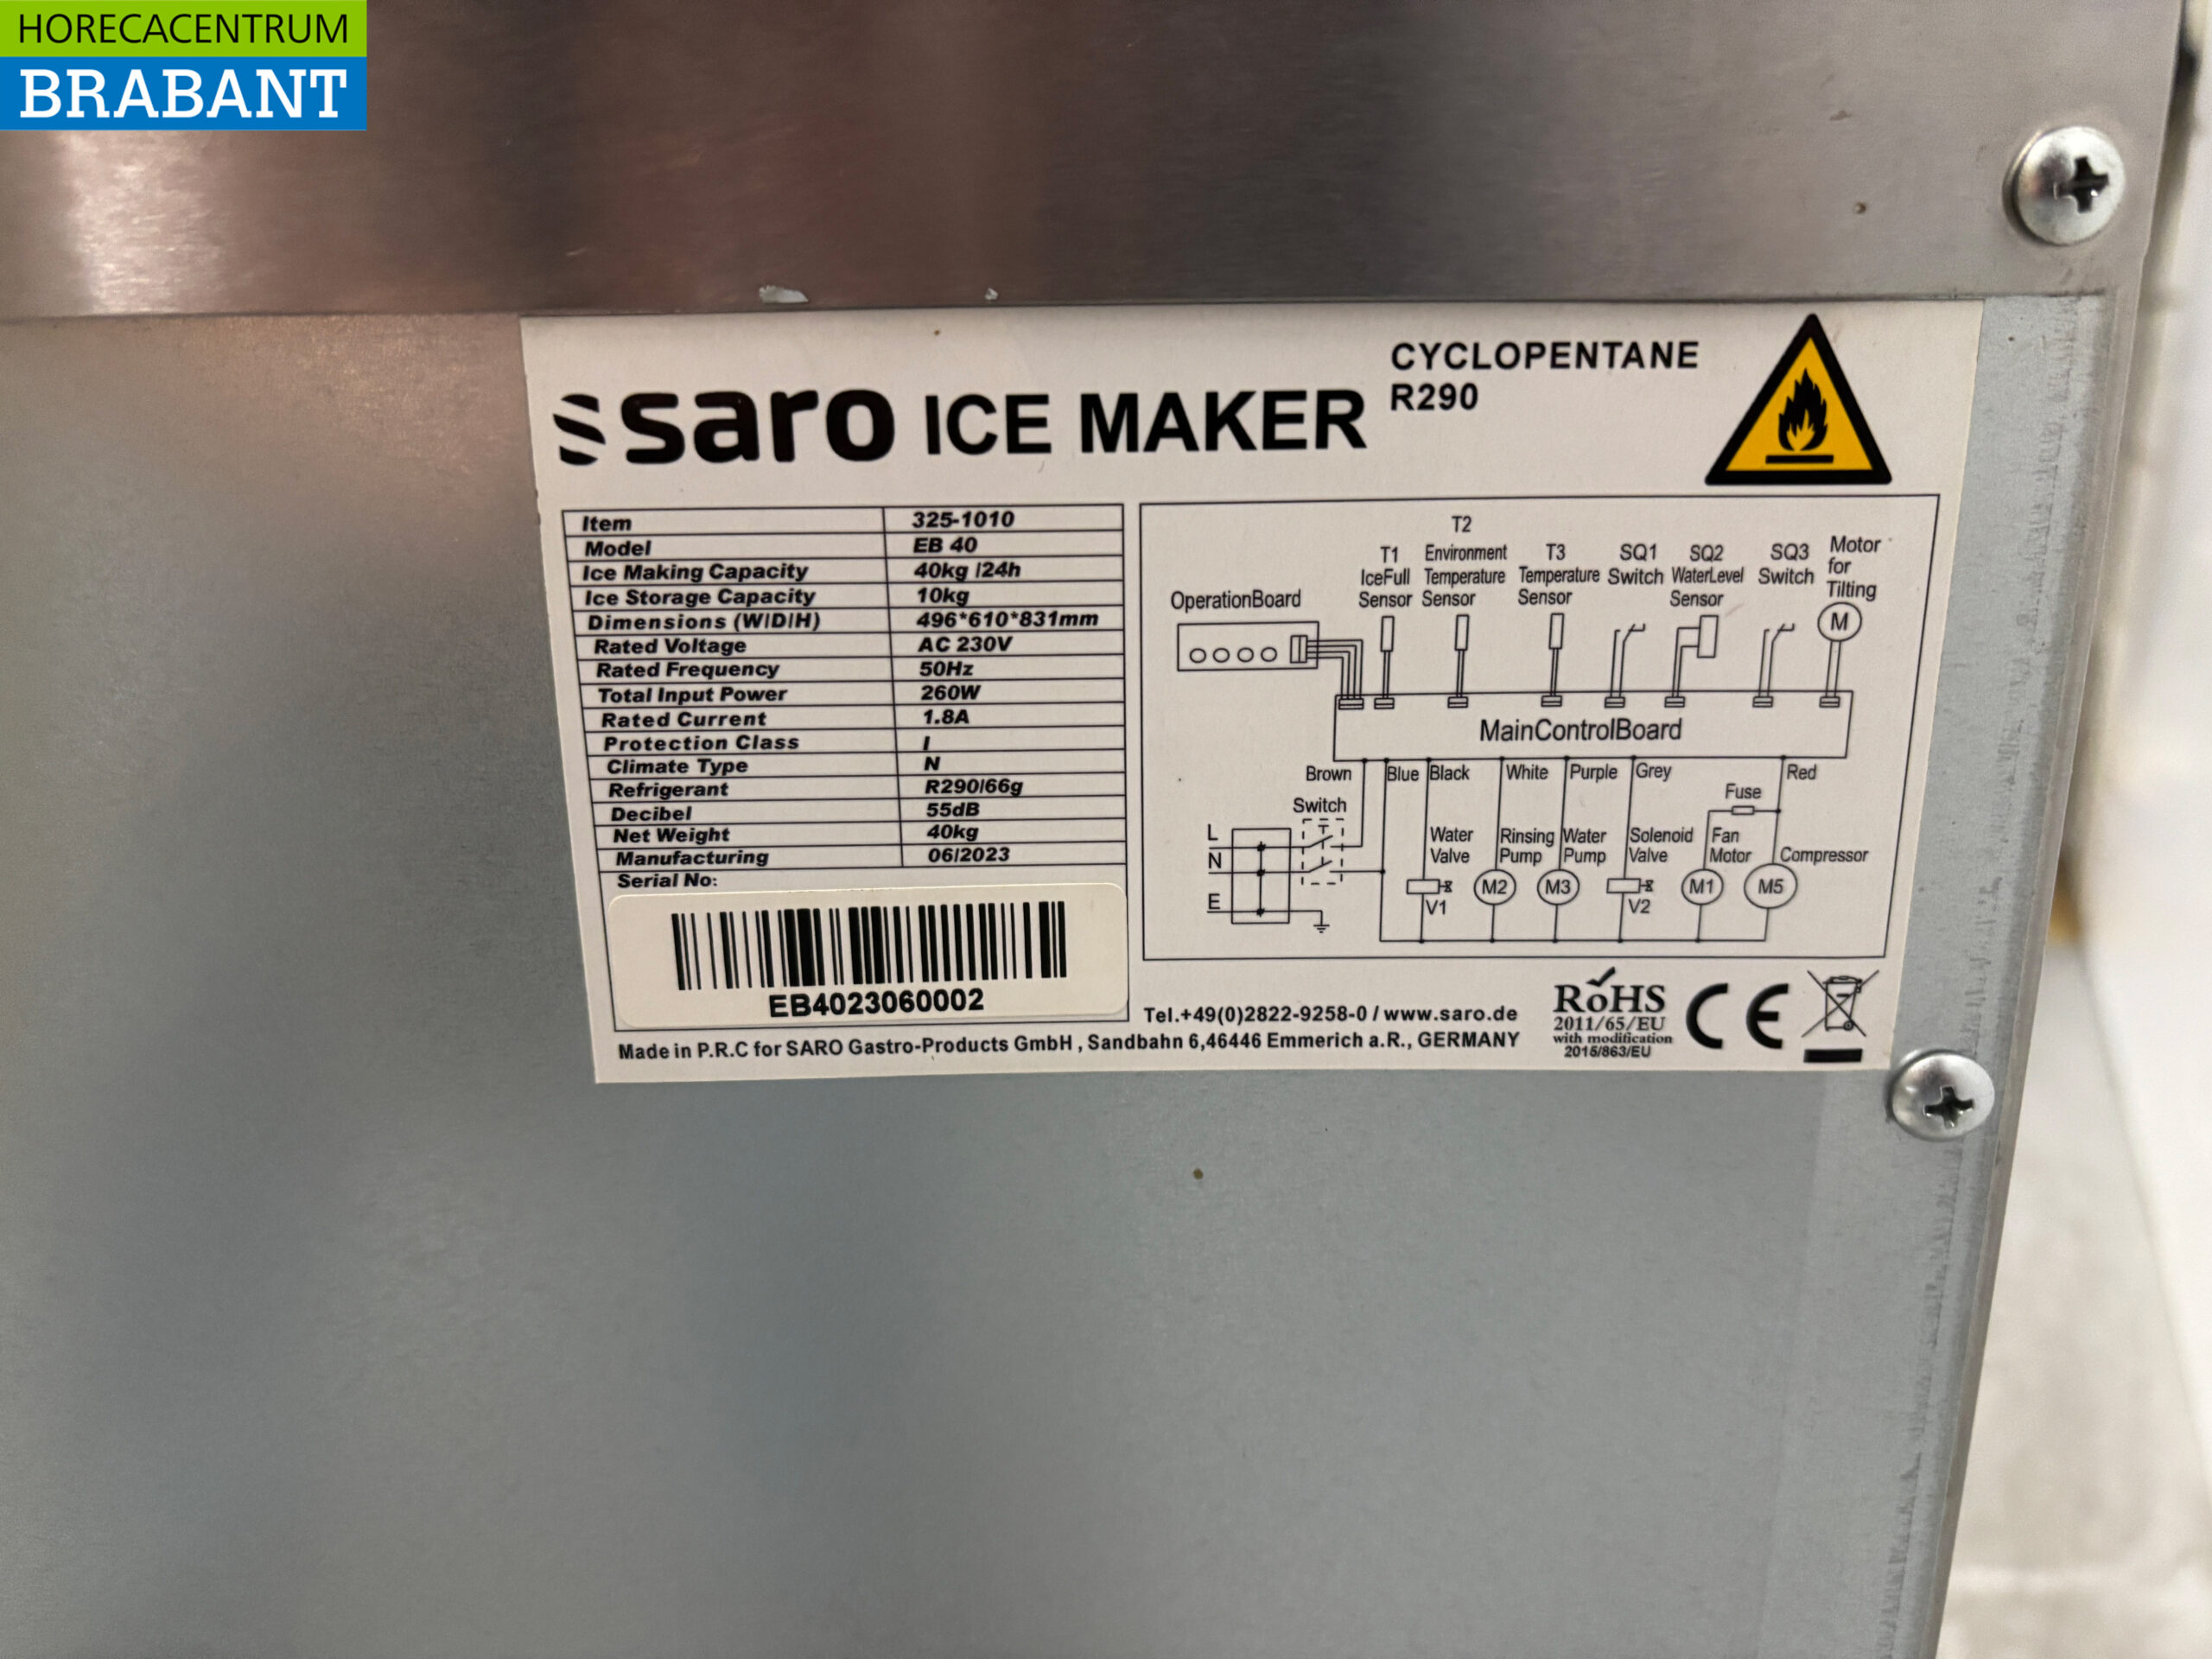 HORECACENTRUM
BRABANT
saro ICE MAKER
CYCLOPENTANE
R290
Item 325-1010
Model EB 40
Ice Making Capacity 40kg /24h
Ice Storage Capacity 10kg
Dimensions (W/D/H) 496*610*831mm
Rated Voltage AC 230V
Rated Frequency 50Hz
Total Input Power 260W
Rated Current 1.8A
Protection Class I
Climate Type N
Refrigerant R290/66g
Decibel 55dB
Net Weight 40kg
Manufacturing 06/2023
Serial No:
EB4023060002
OperationBoard
T1
IceFull
Sensor
T2
Environment
Temperature
Sensor
T3
Temperature
Sensor
SQ1
Switch
SQ2
WaterLevel
Sensor
SQ3
Switch
Motor
for
Tilting
M
MainControlBoard
Brown Blue Black White Purple Grey Red
Switch
Fuse
L
N
E
Water
Valve
V1
Rinsing
Pump
M2
Water
Pump
M3
Solenoid
Valve
V2
Fan
Motor
M1
Compressor
M5
Tel.+49(0)2822-9258-0 / www.saro.de
Made in P.R.C for SARO Gastro-Products GmbH , Sandbahn 6,46446 Emmerich a.R., GERMANY
RoHS
2011/65/EU
with modification
2015/863/EU
CE